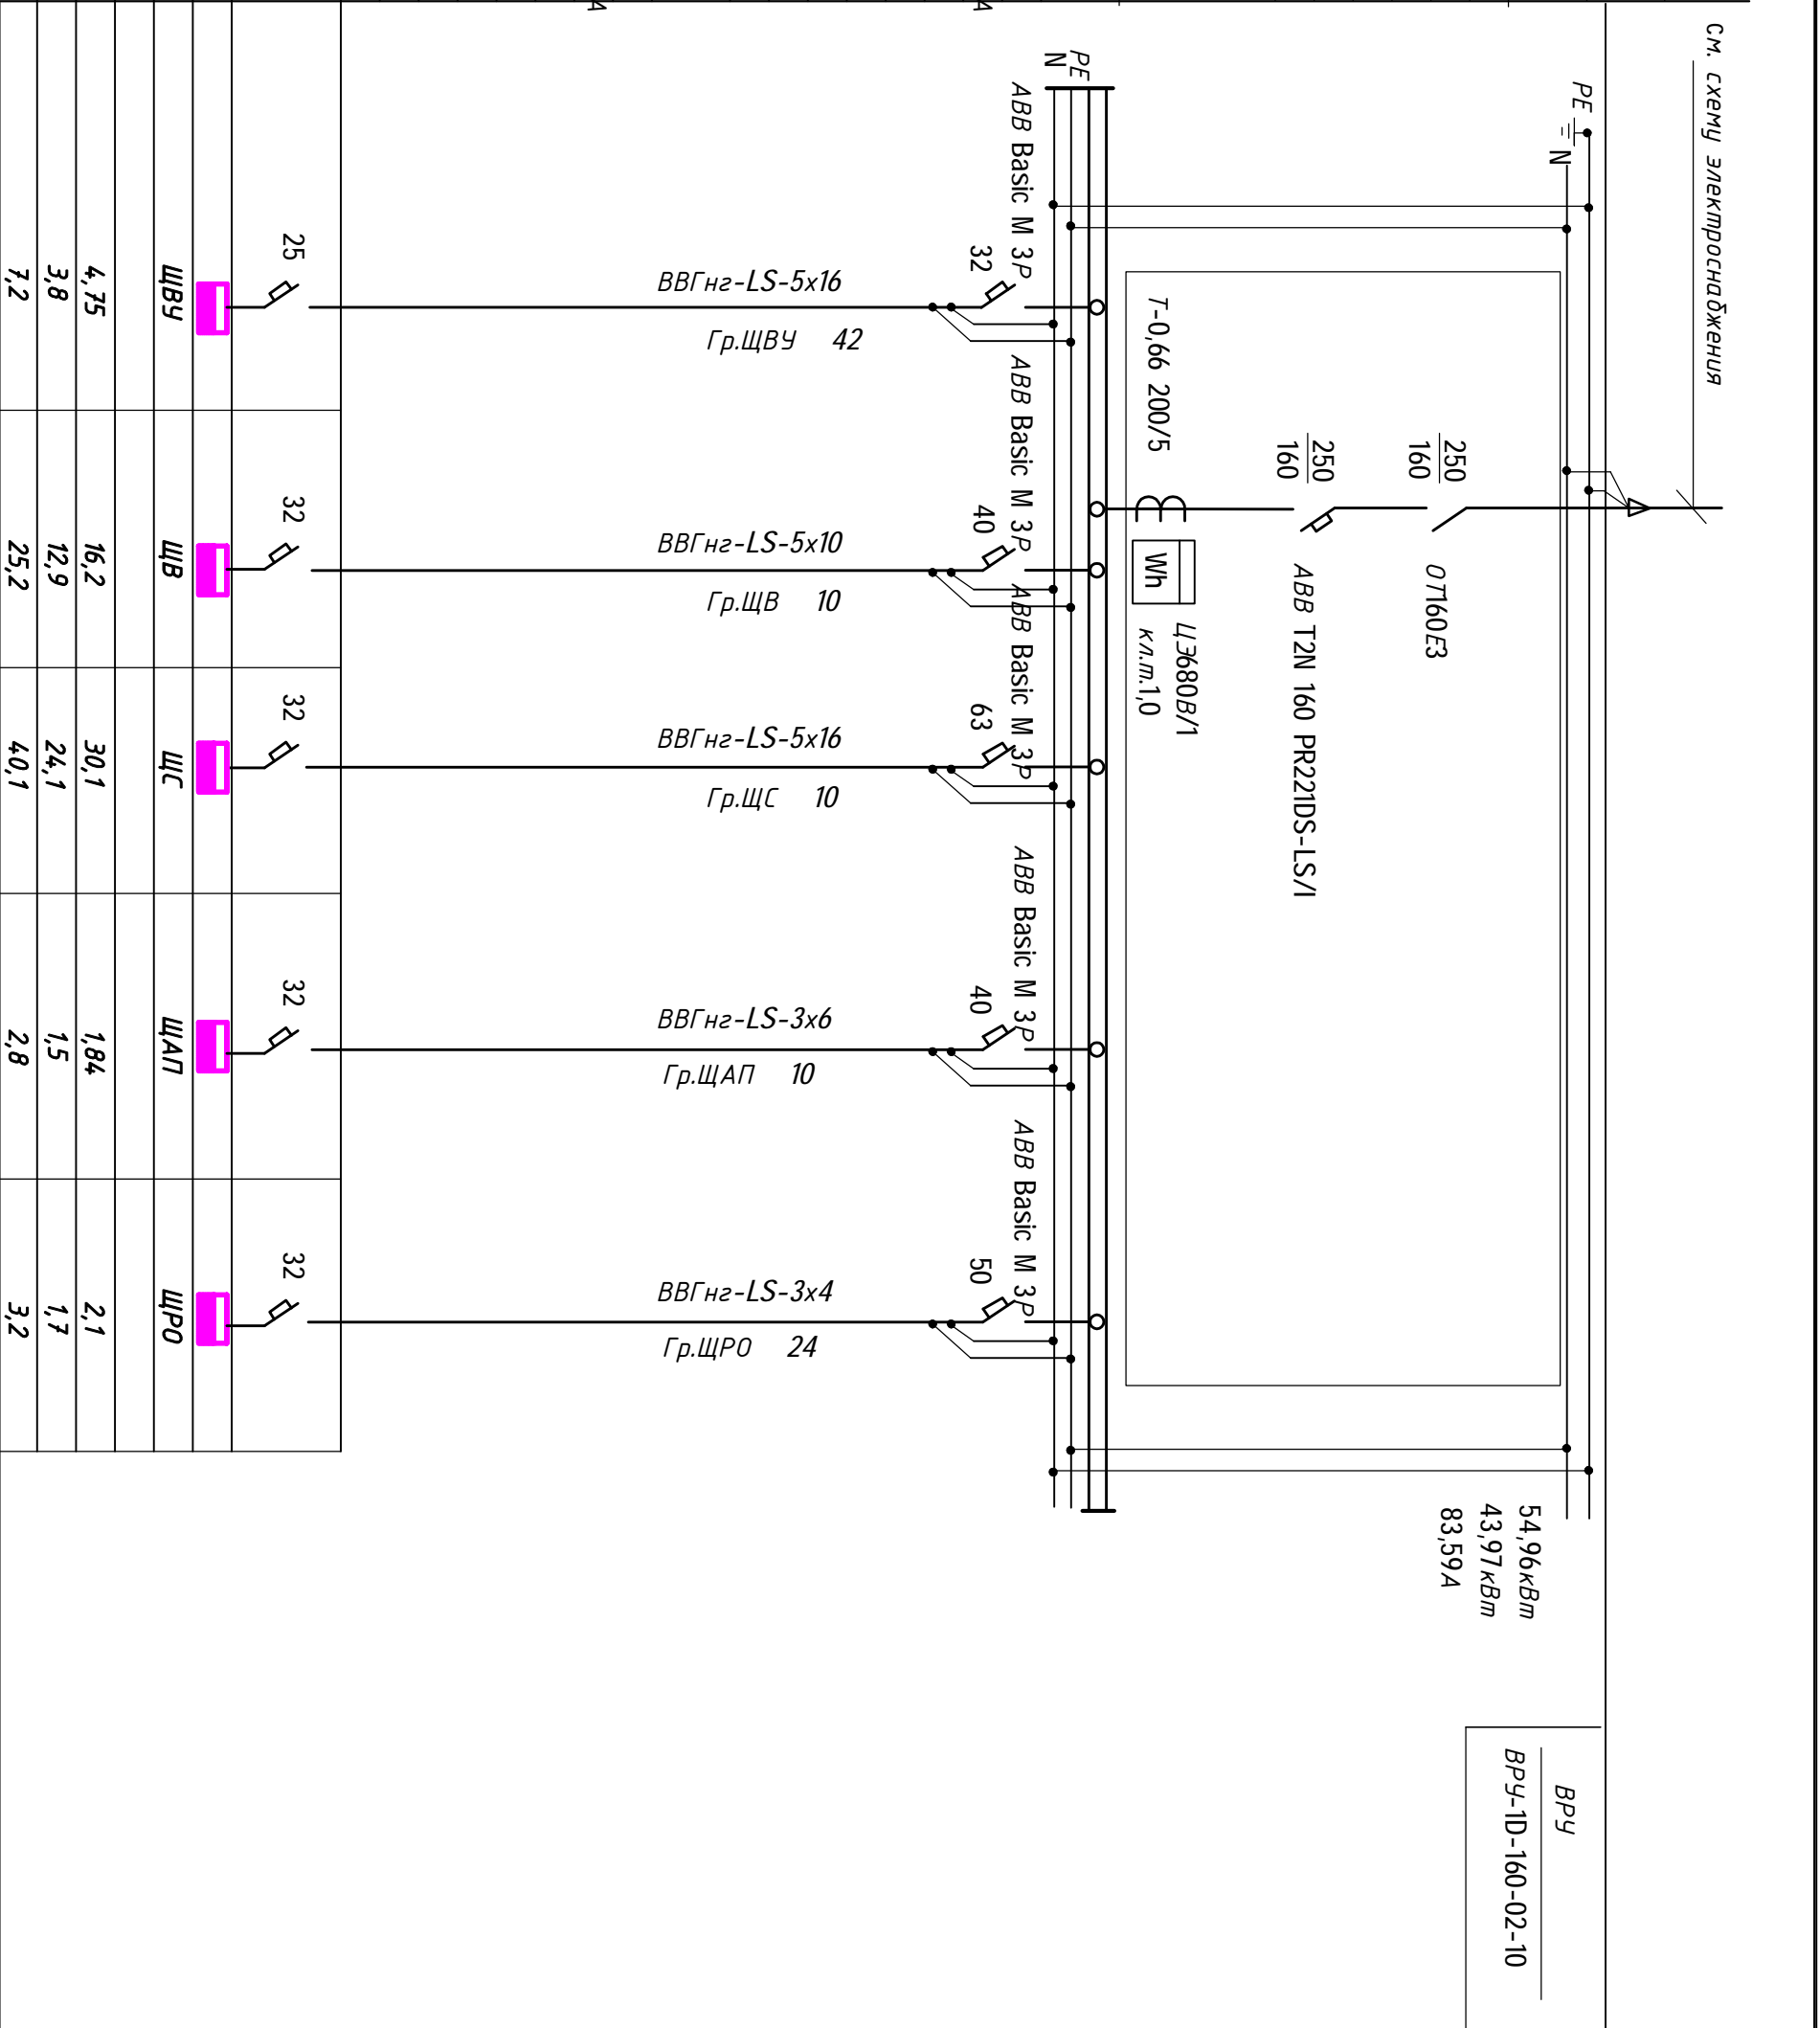 См. схему электроснабжения
PE
N
250
160
ОТ160Е3
250
160
ABB T2N 160 PR221DS-LS/I
Т-0,66 200/5
Wh
ЦЭ680В/1
кл.т.1,0
54,96кВт
43,97кВт
83,59А
ВРУ
ВРУ-1D-160-02-10
PE
N
ABB Basic M 3P
32
ABB Basic M 3P
40
ABB Basic M 3P
63
ABB Basic M 3P
40
ABB Basic M 3P
50
ВВГнг-LS-5х16
Гр.ЩВУ 42
ВВГнг-LS-5х10
Гр.ЩВ 10
ВВГнг-LS-5х16
Гр.ЩС 10
ВВГнг-LS-3х6
Гр.ЩАП 10
ВВГнг-LS-3х4
Гр.ЩРО 24
25
32
32
32
32
ЩВУ
ЩВ
ЩС
ЩАП
ЩРО
4,75
16,2
30,1
1,84
2,1
3,8
12,9
24,1
1,5
1,7
7,2
25,2
40,1
2,8
3,2